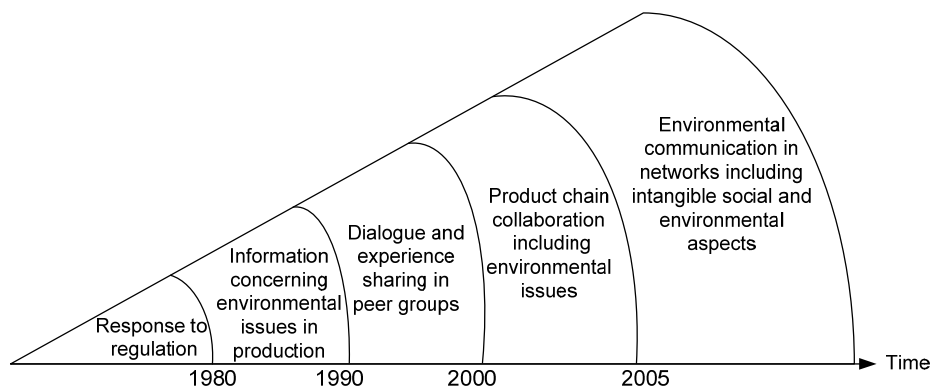 Response to
regulation
Information
concerning
environmental
issues in
production
Dialogue and
experience
sharing in
peer groups
Product chain
collaboration
including
environmental
issues
Environmental
communication in
networks including
intangible social and
environmental
aspects
1980
1990
2000
2005
Time